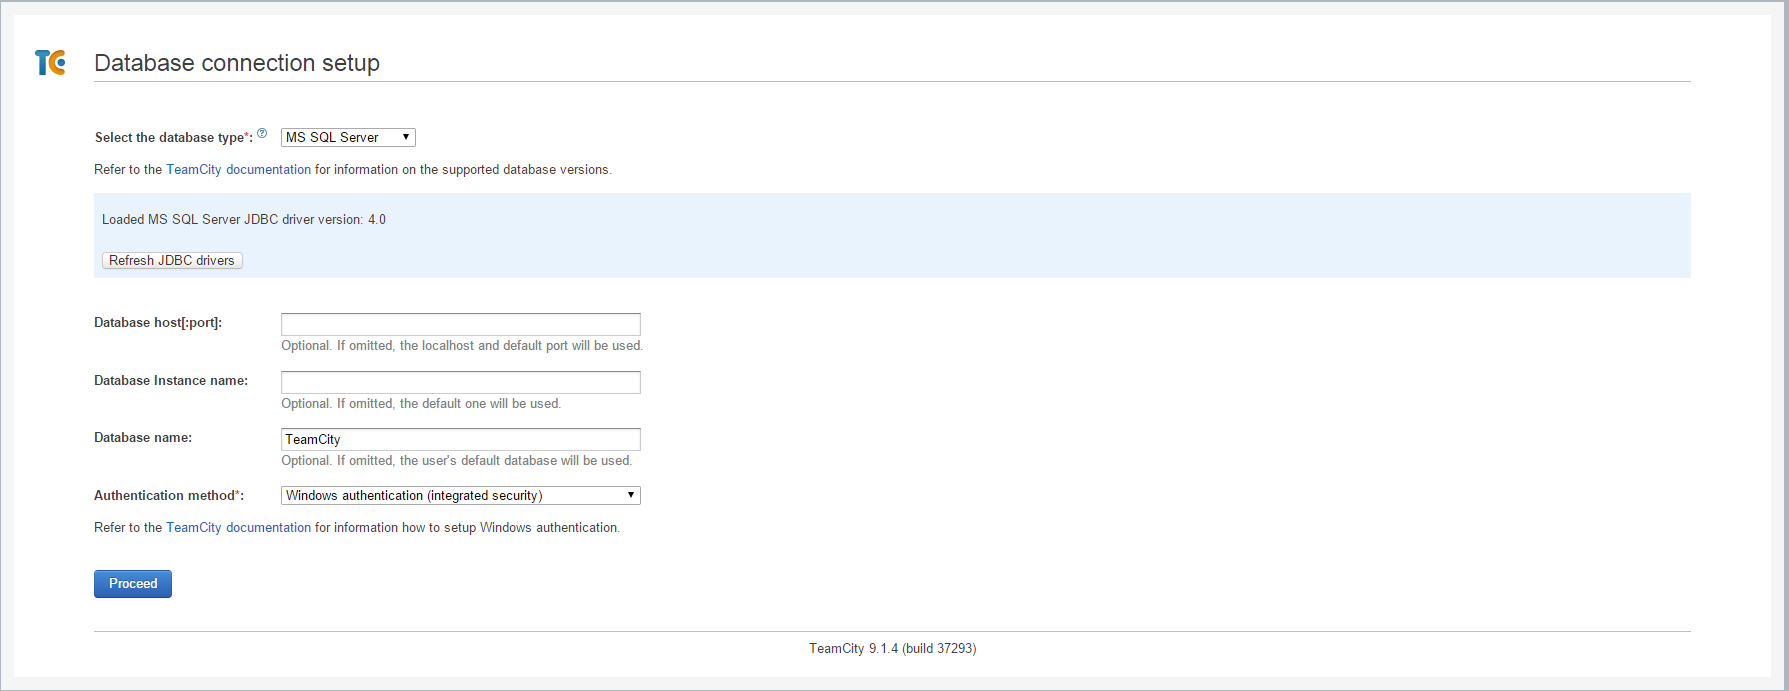 TC
Database connection setup
Select the database type*: ? MS SQL Server
Refer to the TeamCity documentation for information on the supported database versions.
Loaded MS SQL Server JDBC driver version: 4.0
Refresh JDBC drivers
Database host[:port]:
Optional. If omitted, the localhost and default port will be used.
Database Instance name:
Optional. If omitted, the default one will be used.
Database name: TeamCity
Optional. If omitted, the user's default database will be used.
Authentication method*: Windows authentication (integrated security)
Refer to the TeamCity documentation for information how to setup Windows authentication.
Proceed
TeamCity 9.1.4 (build 37293)